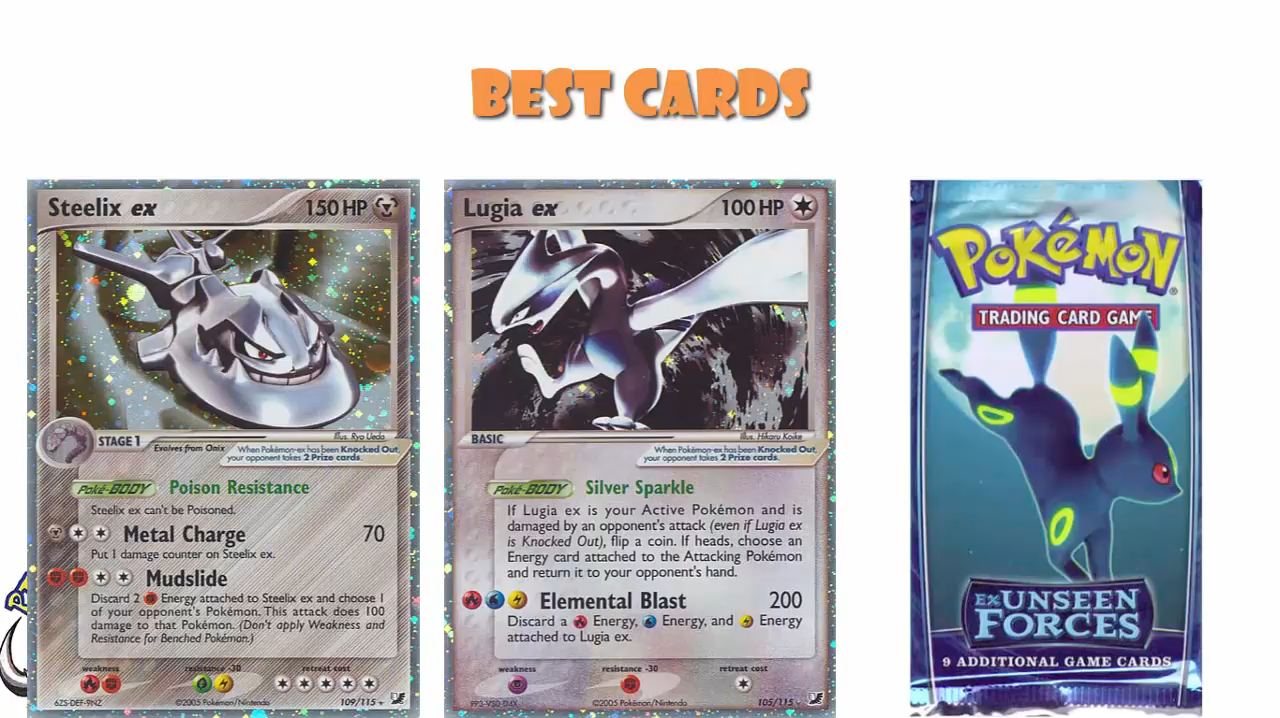 BEST CARDS
Steelix ex 150 HP
Illus. Ryo Ueda
STAGE 1 Evolves from Onix
When Pokémon-ex has been Knocked Out,
your opponent takes 2 Prize cards.
Poké-BODY Poison Resistance
Steelix ex can't be Poisoned.
Metal Charge 70
Put 1 damage counter on Steelix ex.
Mudslide
Discard 2 Energy attached to Steelix ex and choose 1
of your opponent's Pokémon. This attack does 100
damage to that Pokémon. (Don't apply Weakness and
Resistance for Benched Pokémon.)
weakness resistance -30 retreat cost
6ZS-DEF-9NZ ©2005 Pokémon/Nintendo 109/115
Lugia ex 100 HP
BASIC Illus. Hikaru Koike
When Pokémon-ex has been Knocked Out,
your opponent takes 2 Prize cards.
Poké-BODY Silver Sparkle
If Lugia ex is your Active Pokémon and is
damaged by an opponent's attack (even if Lugia ex
is Knocked Out), flip a coin. If heads, choose an
Energy card attached to the Attacking Pokémon
and return it to your opponent's hand.
Elemental Blast 200
Discard a Energy, Energy, and Energy
attached to Lugia ex.
weakness resistance -30 retreat cost
©2005 Pokémon/Nintendo 105/115
POKéMON
TRADING CARD GAME
EX UNSEEN
FORCES
9 ADDITIONAL GAME CARDS